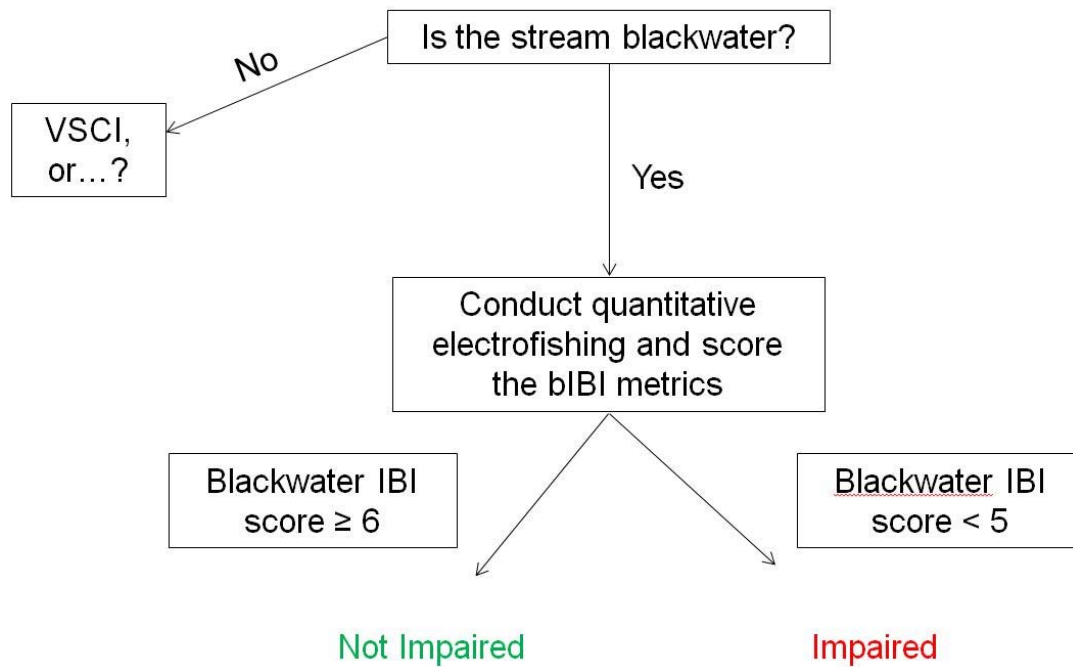 Is the stream blackwater?
No
VSCI,
or…?
Yes
Conduct quantitative
electrofishing and score
the bIBI metrics
Blackwater IBI
score ≥ 6
Blackwater IBI
score < 5
Not Impaired
Impaired